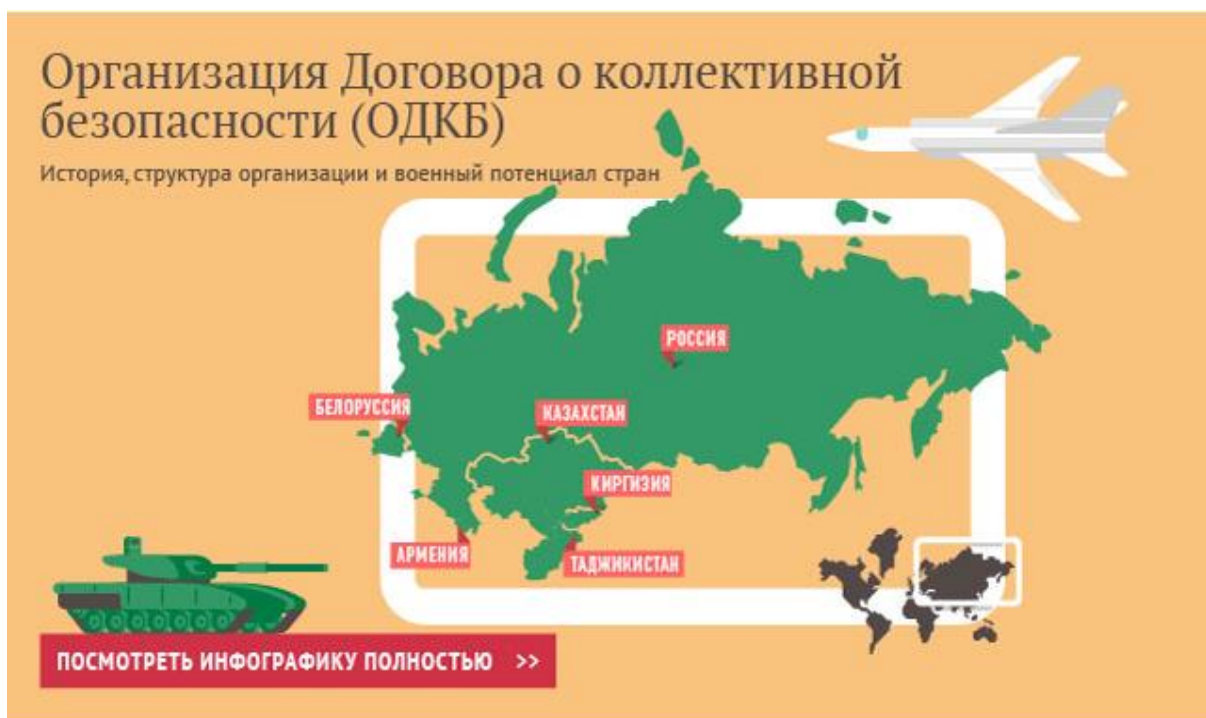 Организация Договора о коллективной
безопасности (ОДКБ)
История, структура организации и военный потенциал стран
РОССИЯ
БЕЛОРУССИЯ
КАЗАХСТАН
КИРГИЗИЯ
АРМЕНИЯ
ТАДЖИКИСТАН
ПОСМОТРЕТЬ ИНФОГРАФИКУ ПОЛНОСТЬЮ >>